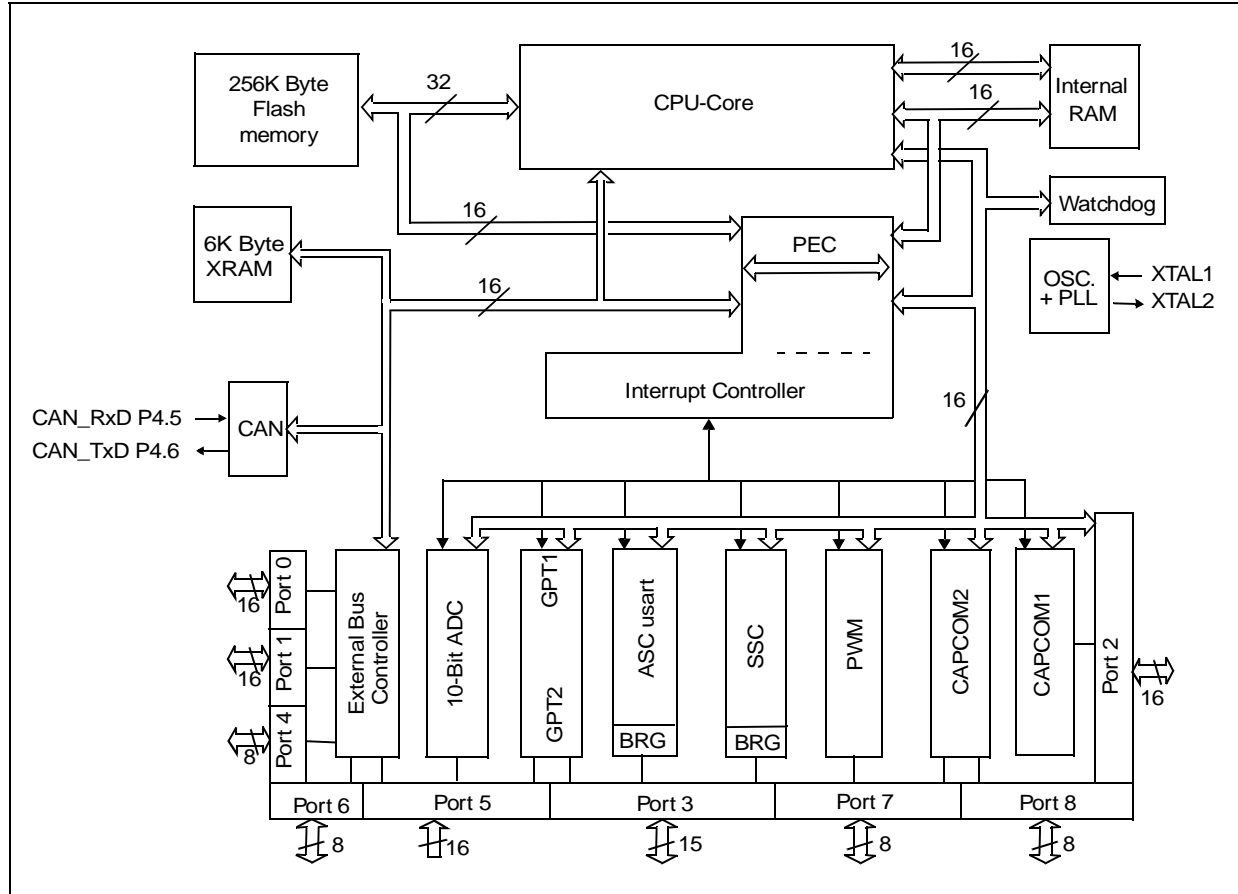 256K Byte
Flash
memory
32
CPU-Core
16
16
Internal
RAM
Watchdog
16
PEC
6K Byte
XRAM
16
OSC.
+ PLL
XTAL1
XTAL2
Interrupt Controller
16
CAN_RxD P4.5
CAN_TxD P4.6
CAN
Port 0
16
Port 1
16
Port 4
8
External Bus
Controller
10-Bit ADC
GPT1
GPT2
ASC usart
BRG
SSC
BRG
PWM
CAPCOM2
CAPCOM1
Port 2
16
Port 6
Port 5
Port 3
Port 7
Port 8
8
16
15
8
8